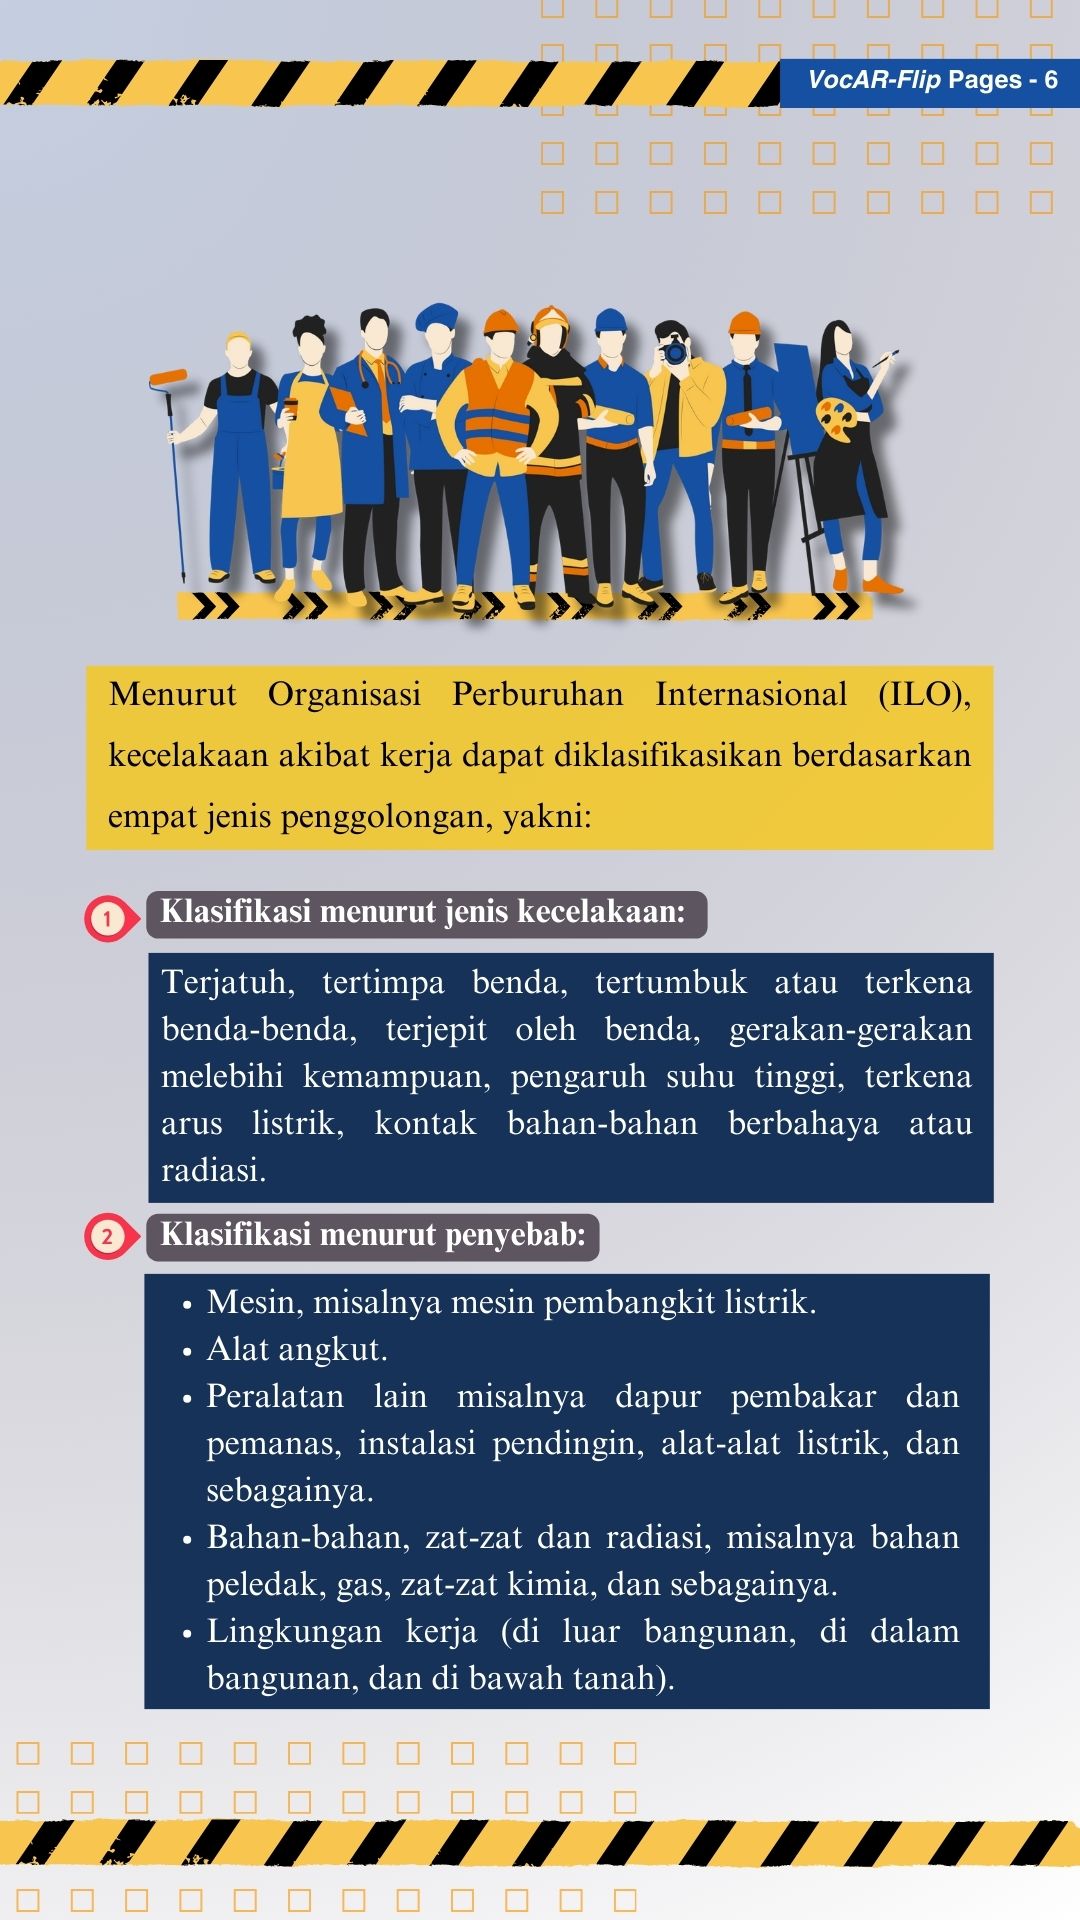 VocAR-Flip Pages - 6
Menurut Organisasi Perburuhan Internasional (ILO),
kecelakaan akibat kerja dapat diklasifikasikan berdasarkan
empat jenis penggolongan, yakni:
1
Klasifikasi menurut jenis kecelakaan:
Terjatuh, tertimpa benda, tertumbuk atau terkena
benda-benda, terjepit oleh benda, gerakan-gerakan
melebihi kemampuan, pengaruh suhu tinggi, terkena
arus listrik, kontak bahan-bahan berbahaya atau
radiasi.
2
Klasifikasi menurut penyebab:
• Mesin, misalnya mesin pembangkit listrik.
• Alat angkut.
• Peralatan lain misalnya dapur pembakar dan
pemanas, instalasi pendingin, alat-alat listrik, dan
sebagainya.
• Bahan-bahan, zat-zat dan radiasi, misalnya bahan
peledak, gas, zat-zat kimia, dan sebagainya.
• Lingkungan kerja (di luar bangunan, di dalam
bangunan, dan di bawah tanah).